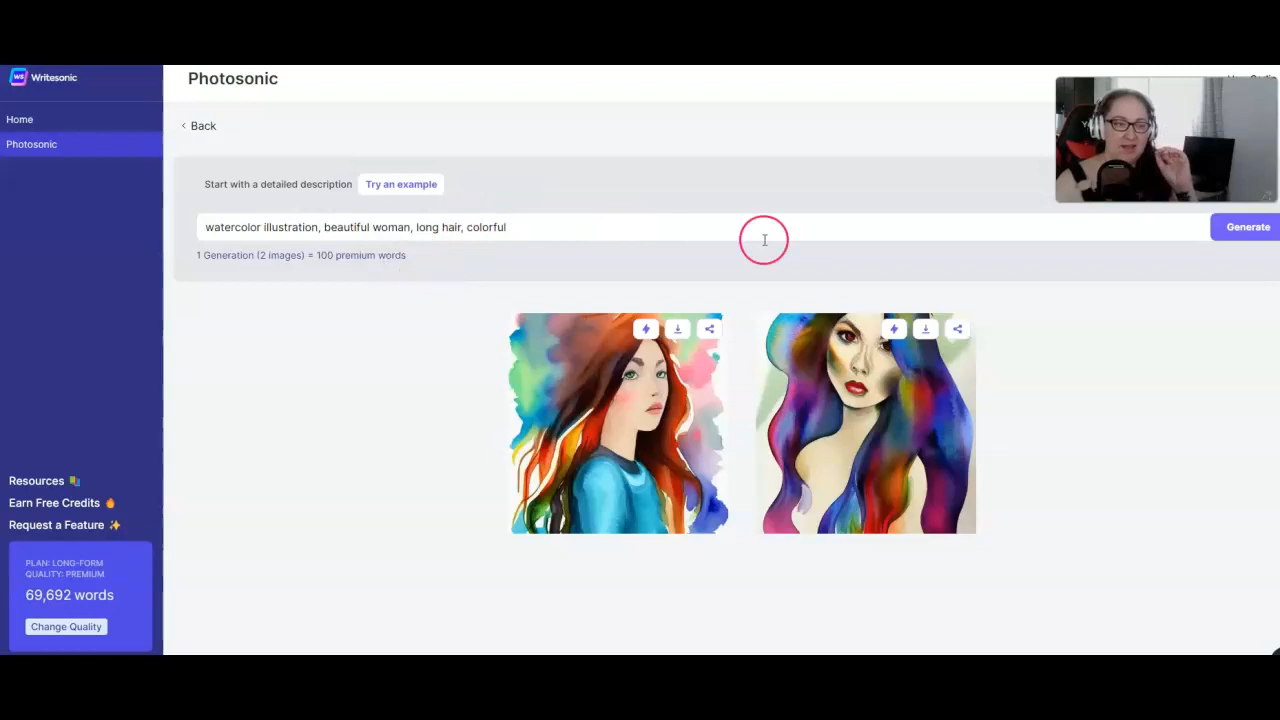 WS Writesonic
Photosonic
Home
Photosonic
Back
Start with a detailed description Try an example
watercolor illustration, beautiful woman, long hair, colorful
Generate
1 Generation (2 images) = 100 premium words
Resources
Earn Free Credits
Request a Feature
PLAN: LONG-FORM
QUALITY: PREMIUM
69,692 words
Change Quality